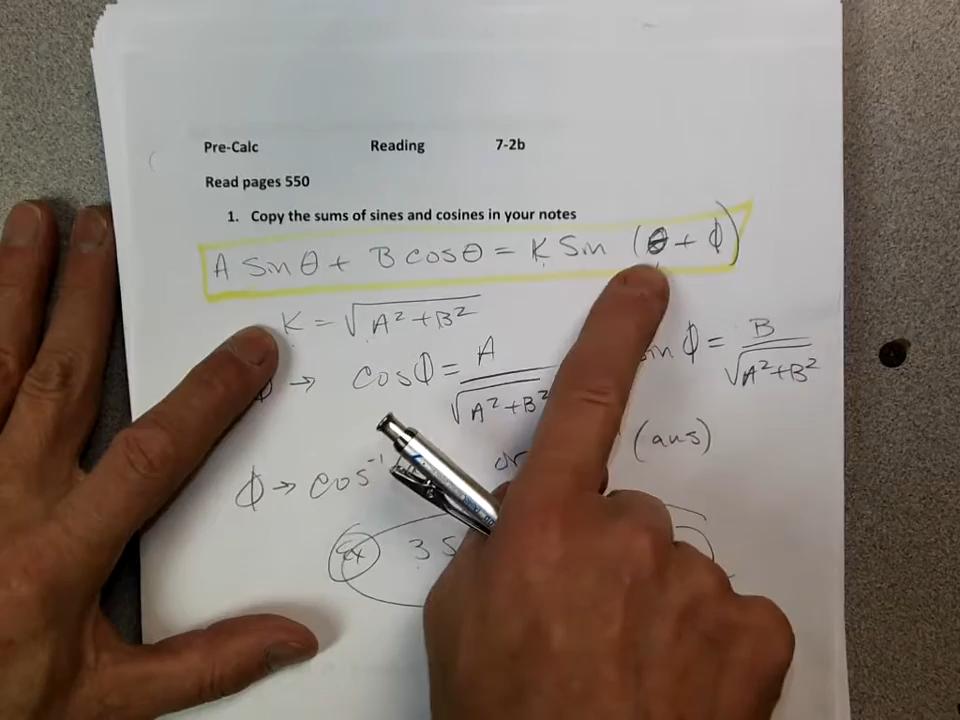 Pre-Calc Reading 7-2b
Read pages 550
1. Copy the sums of sines and cosines in your notes
A Sin θ + B cos θ = K Sin (θ + ϕ)
K = √(A² + B²)
→ cos ϕ = A / √(A² + B²) sin ϕ = B / √(A² + B²)
ϕ → cos⁻¹ or (ans)
Ex 3 S